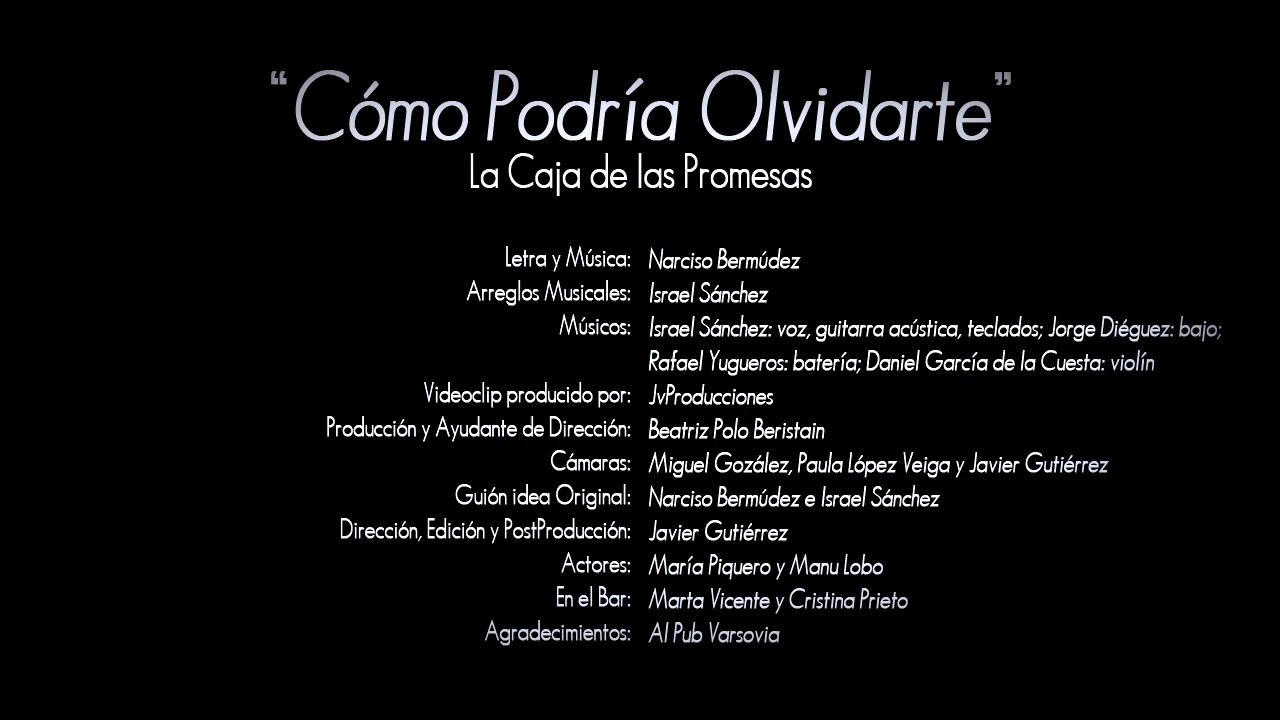 “Cómo Podría Olvidarte”
La Caja de las Promesas
Letra y Música: Narciso Bermúdez
Arreglos Musicales: Israel Sánchez
Músicos: Israel Sánchez: voz, guitarra acústica, teclados; Jorge Diéguez: bajo;
Rafael Yugueros: batería; Daniel García de la Cuesta: violín
Videoclip producido por: JvProducciones
Producción y Ayudante de Dirección: Beatriz Polo Beristain
Cámaras: Miguel Gozález, Paula López Veiga y Javier Gutiérrez
Guión idea Original: Narciso Bermúdez e Israel Sánchez
Dirección, Edición y PostProducción: Javier Gutiérrez
Actores: María Piquero y Manu Lobo
En el Bar: Marta Vicente y Cristina Prieto
Agradecimientos: Al Pub Varsovia